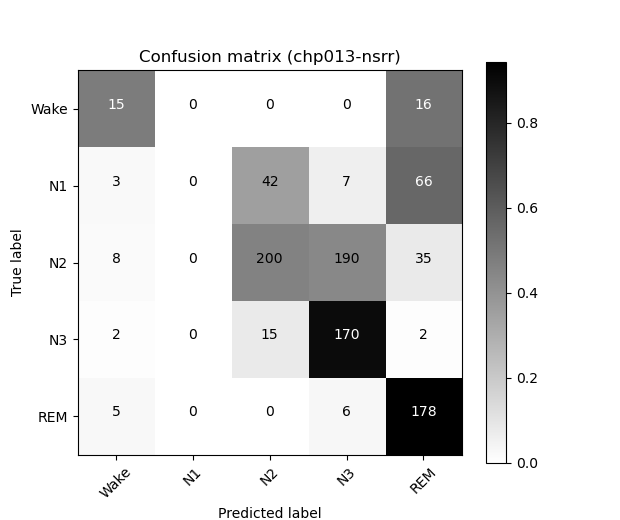 Confusion matrix (chp013-nsrr)
True label
Wake 15 0 0 0 16
N1 3 0 42 7 66
N2 8 0 200 190 35
N3 2 0 15 170 2
REM 5 0 0 6 178
Wake N1 N2 N3 REM
Predicted label
0.8
0.6
0.4
0.2
0.0